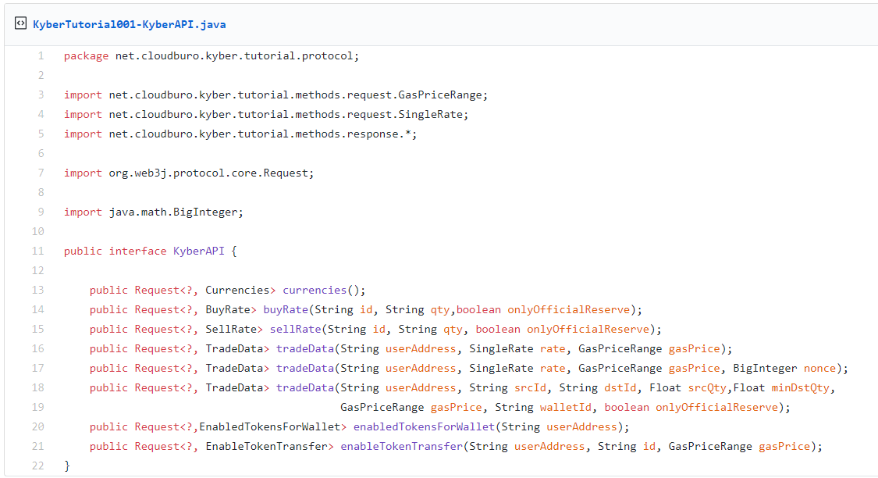 KyberTutorial001-KyberAPI.java
1 package net.cloudburo.kyber.tutorial.protocol;
2
3 import net.cloudburo.kyber.tutorial.methods.request.GasPriceRange;
4 import net.cloudburo.kyber.tutorial.methods.request.SingleRate;
5 import net.cloudburo.kyber.tutorial.methods.response.*;
6
7 import org.web3j.protocol.core.Request;
8
9 import java.math.BigInteger;
10
11 public interface KyberAPI {
12
13     public Request<?, Currencies> currencies();
14     public Request<?, BuyRate> buyRate(String id, String qty,boolean onlyOfficialReserve);
15     public Request<?, SellRate> sellRate(String id, String qty, boolean onlyOfficialReserve);
16     public Request<?, TradeData> tradeData(String userAddress, SingleRate rate, GasPriceRange gasPrice);
17     public Request<?, TradeData> tradeData(String userAddress, SingleRate rate, GasPriceRange gasPrice, BigInteger nonce);
18     public Request<?, TradeData> tradeData(String userAddress, String srcId, String dstId, Float srcQty,Float minDstQty,
19                                            GasPriceRange gasPrice, String walletId, boolean onlyOfficialReserve);
20     public Request<?,EnabledTokensForWallet> enabledTokensForWallet(String userAddress);
21     public Request<?, EnableTokenTransfer> enableTokenTransfer(String userAddress, String id, GasPriceRange gasPrice);
22 }